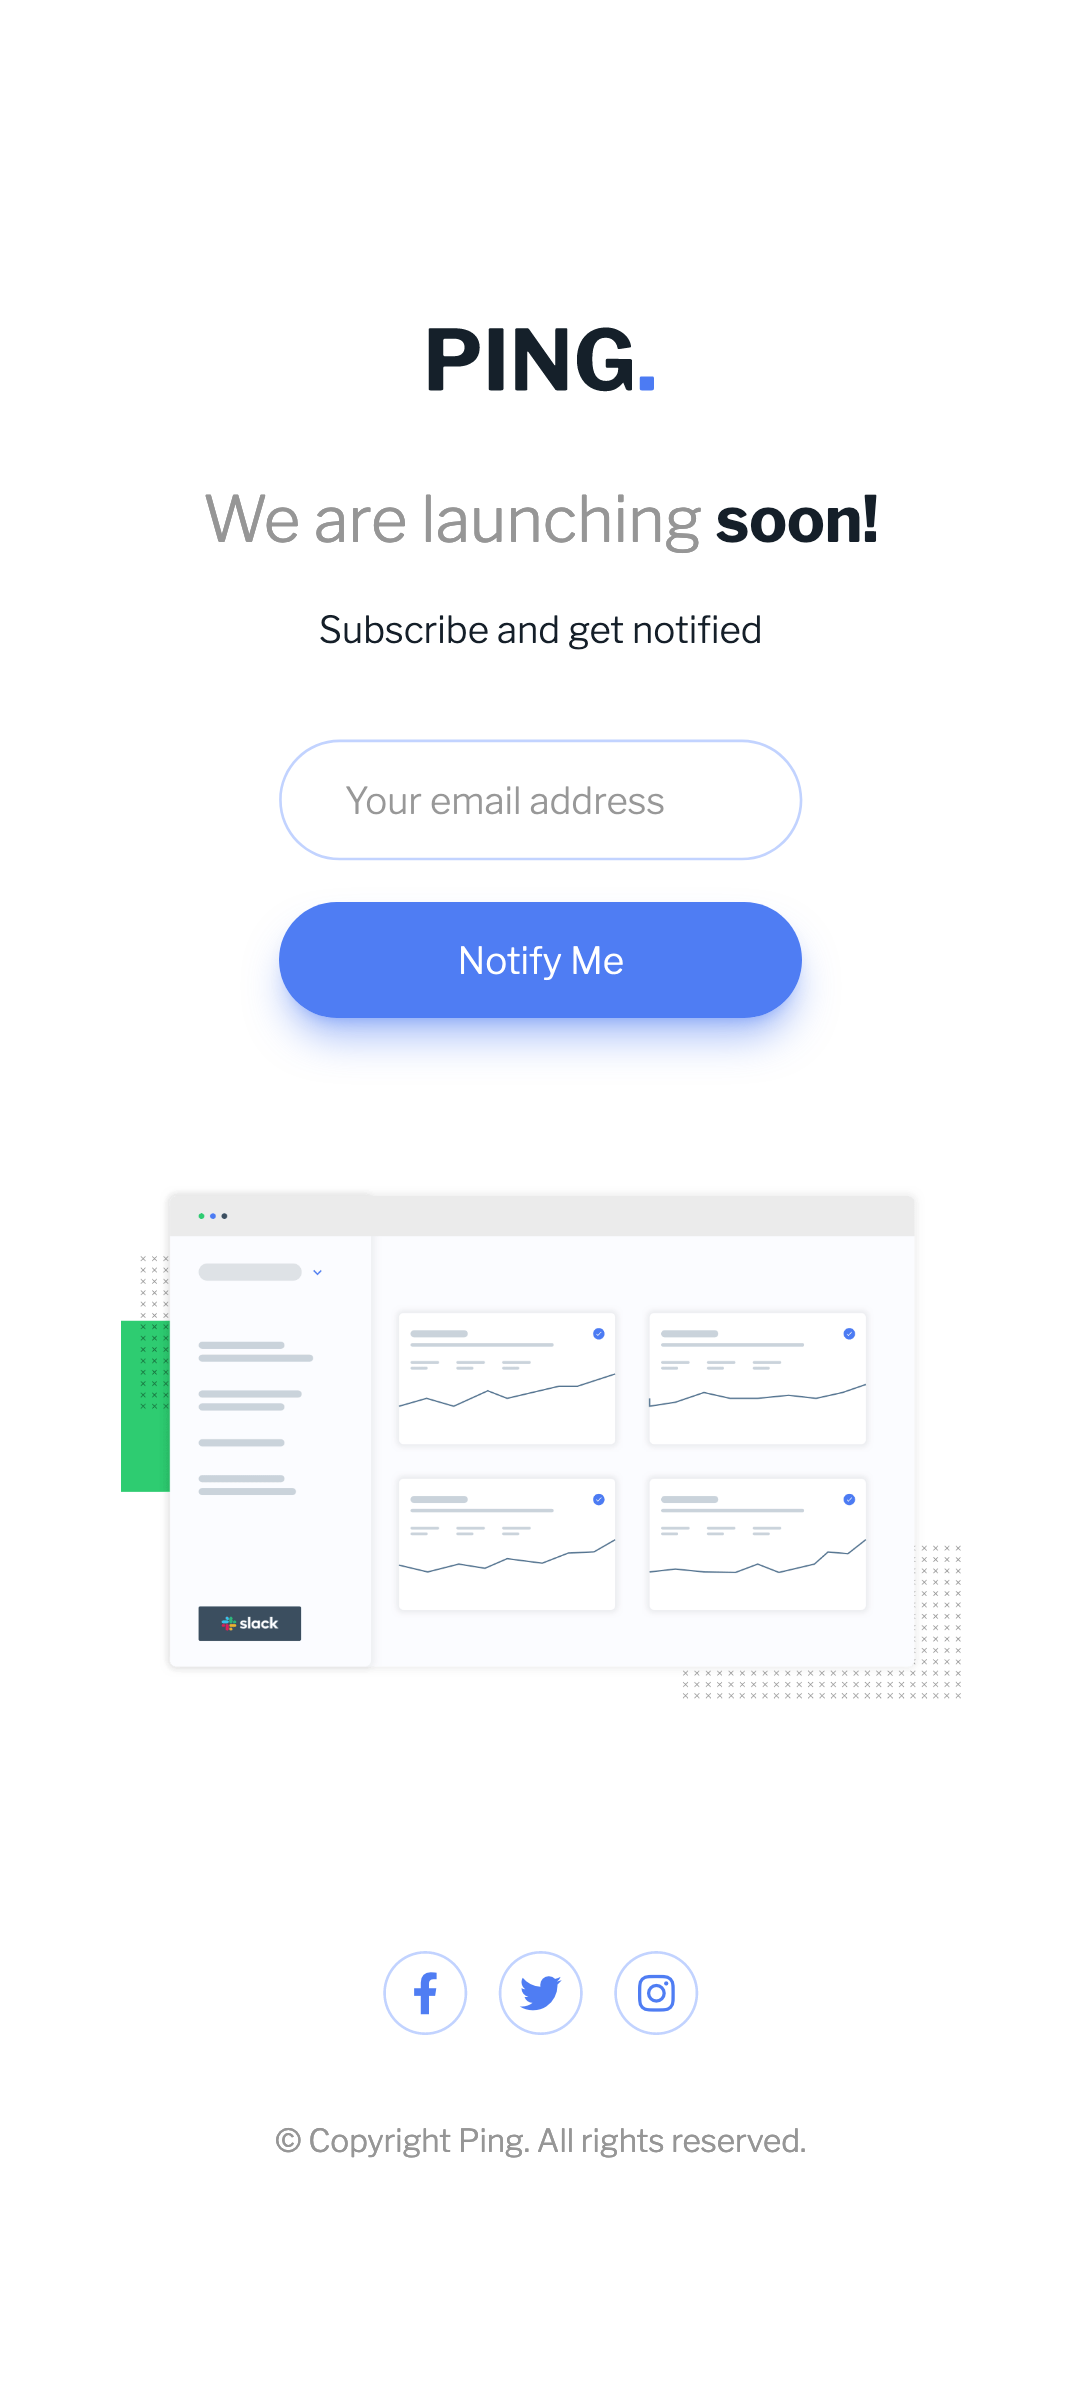 PING.
We are launching soon!
Subscribe and get notified
Your email address
Notify Me
slack
© Copyright Ping. All rights reserved.